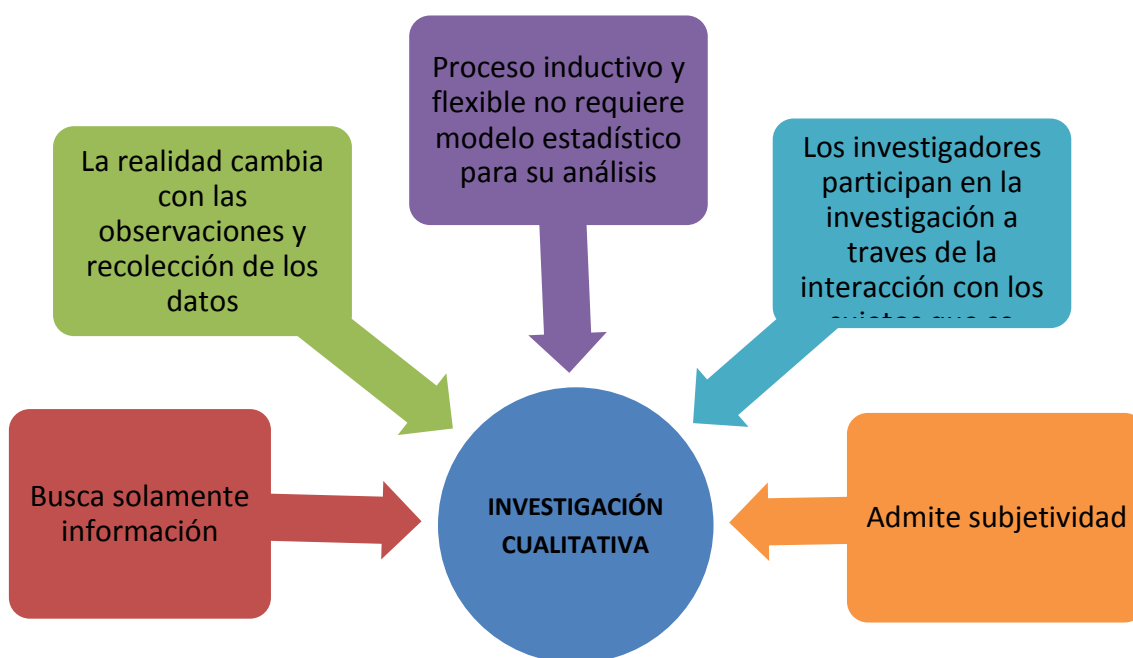 Proceso inductivo y
flexible no requiere
modelo estadístico
para su análisis
La realidad cambia
con las
observaciones y
recolección de los
datos
Los investigadores
participan en la
investigación a
traves de la
interacción con los
Busca solamente
información
INVESTIGACIÓN
CUALITATIVA
Admite subjetividad